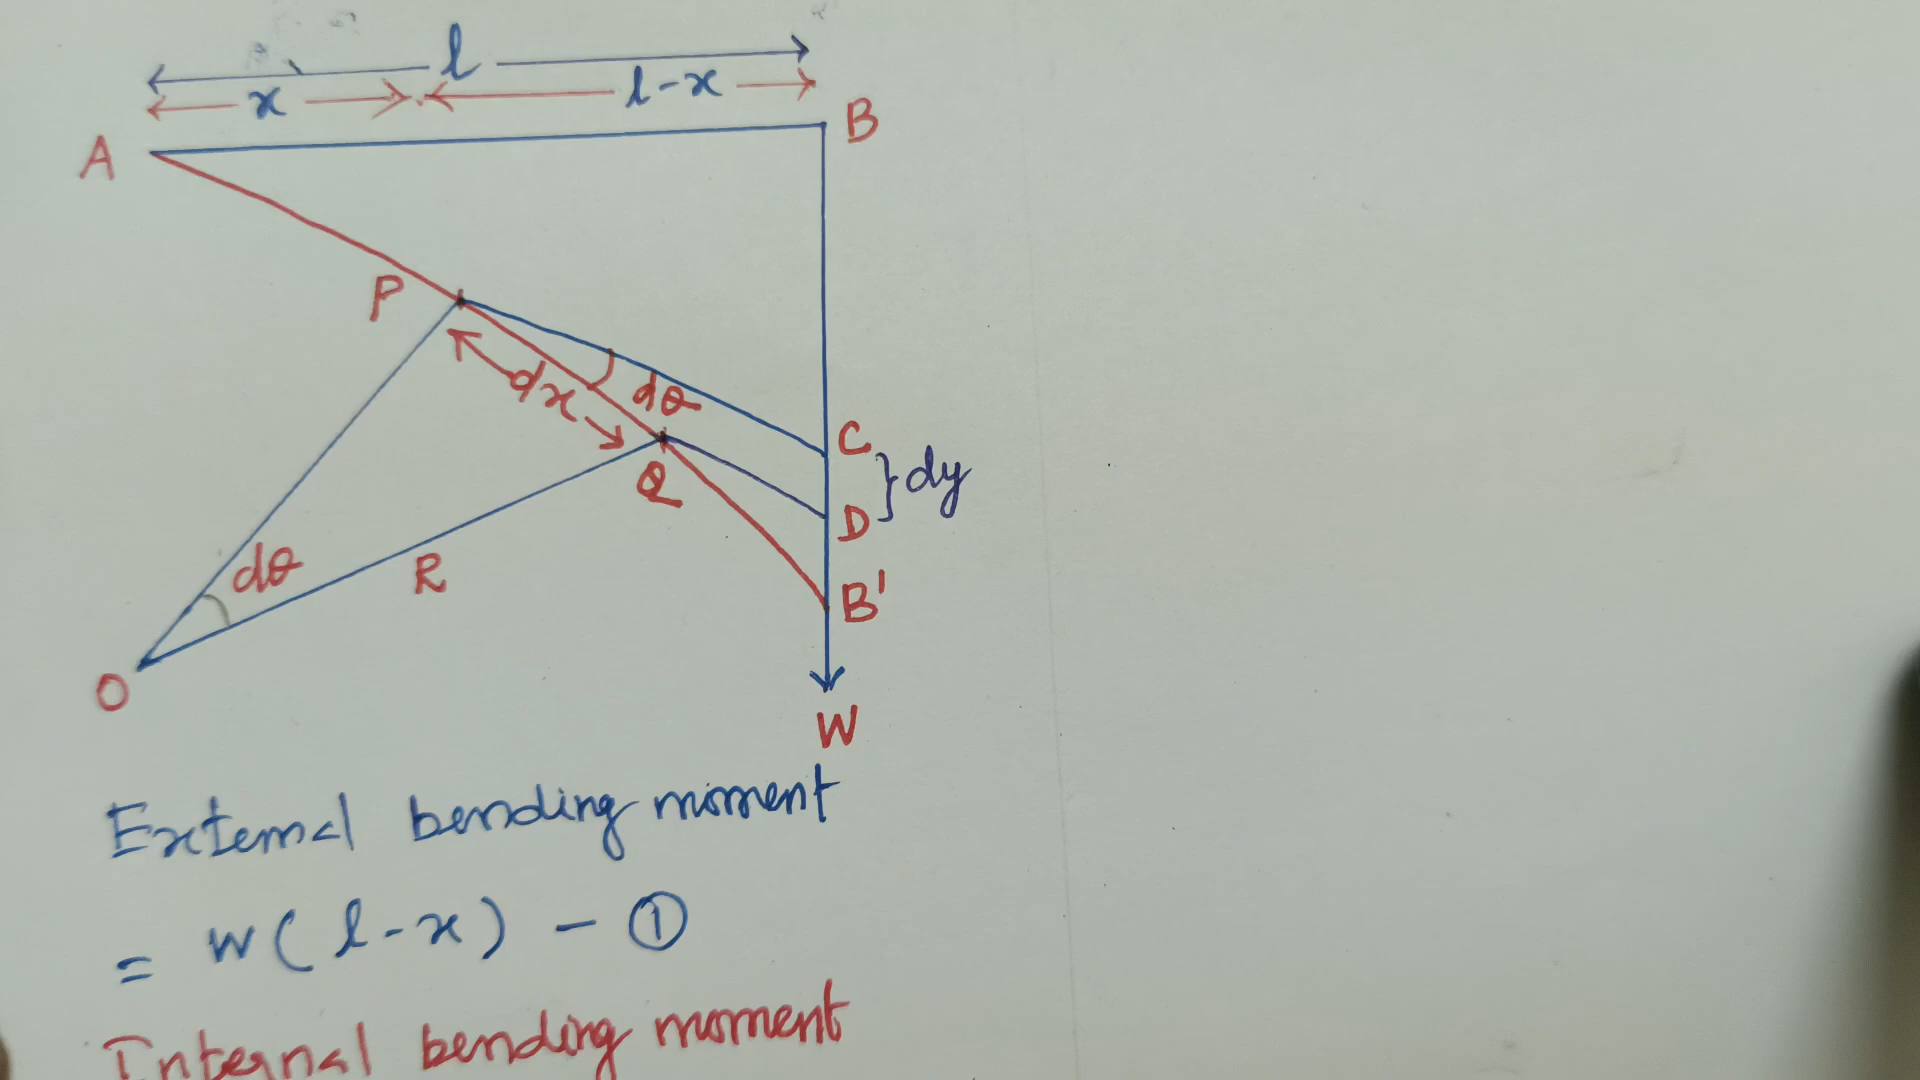 l
x l-x
A B
P
dx dθ
C
Q } dy
D
dθ R
B'
O
W
External bending moment
= W(l-x) - ①
Internal bending moment